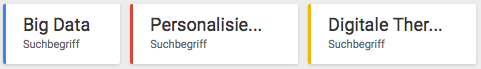 Big Data
Suchbegriff
Personalisie...
Suchbegriff
Digitale Ther...
Suchbegriff